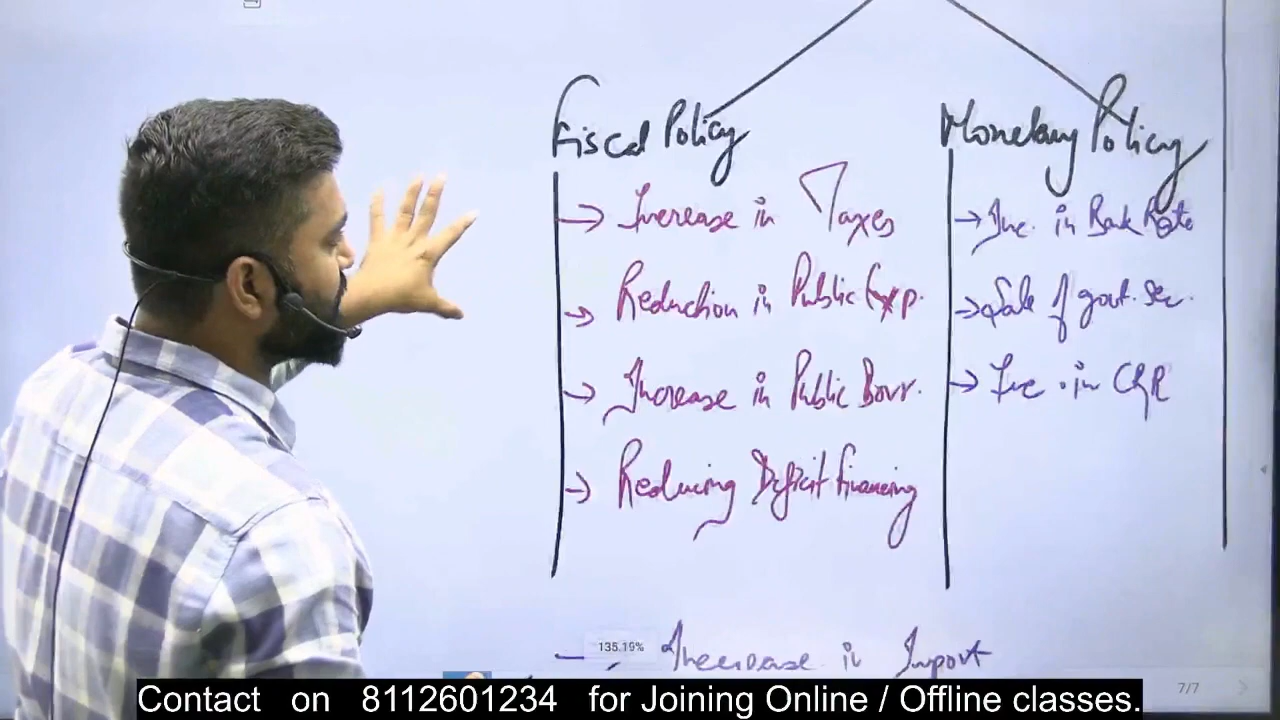 Fiscal Policy
→ Increase in Taxes
→ Reduction in Public Exp.
→ Increase in Public Borr.
→ Reducing Deficit Financing
Monetary Policy
→ Inc. in Bank Rate
→ Sale of govt. Sec.
→ Inc. in CRR
— Increase in Import
135.19%
7/7
Contact on 8112601234 for Joining Online / Offline classes.